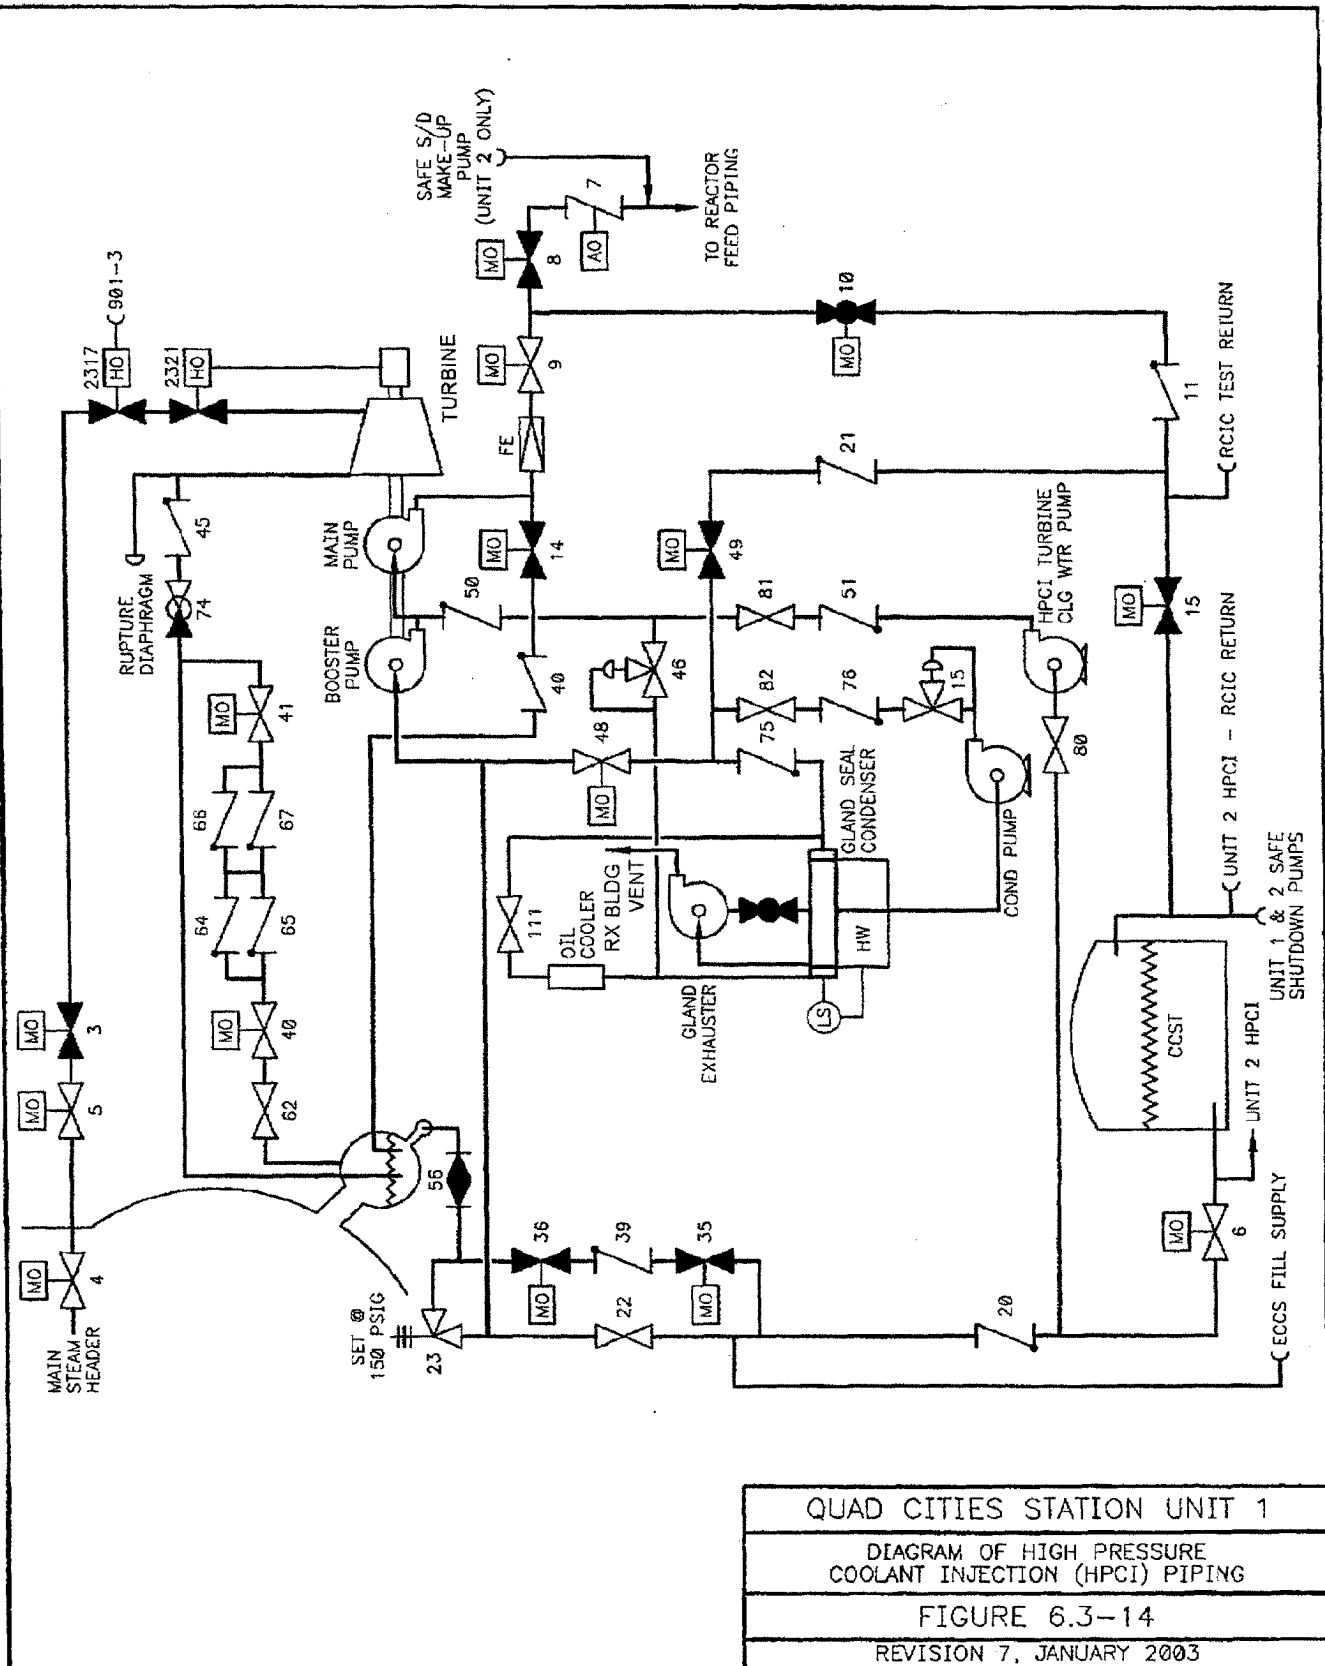 SAFE S/D
MAKE-UP
PUMP
(UNIT 2 ONLY)
7
AO
TO REACTOR
FEED PIPING
MO
8
901-3
2317
HO
2321
HO
TURBINE
MO
9
FE
10
MO
11
RCIC TEST RETURN
45
RUPTURE
DIAPHRAGM
74
MAIN
PUMP
BOOSTER
PUMP
50
MO
14
40
MO
49
21
81
51
HPCI TURBINE
CLG WTR PUMP
MO
15
46
82
76
15
75
80
MO
48
MO
41
66
67
64
65
MO
40
62
MO
3
MO
5
MO
4
MAIN
STEAM
HEADER
111
OIL
COOLER
RX BLDG
VENT
GLAND SEAL
CONDENSER
HW
LS
GLAND
EXHAUSTER
COND PUMP
UNIT 2 HPCI - RCIC RETURN
UNIT 1 & 2 SAFE
SHUTDOWN PUMPS
CCST
UNIT 2 HPCI
MO
6
ECCS FILL SUPPLY
56
36
MO
39
35
MO
22
20
SET @
150 PSIG
23
QUAD CITIES STATION UNIT 1
DIAGRAM OF HIGH PRESSURE
COOLANT INJECTION (HPCI) PIPING
FIGURE 6.3-14
REVISION 7, JANUARY 2003